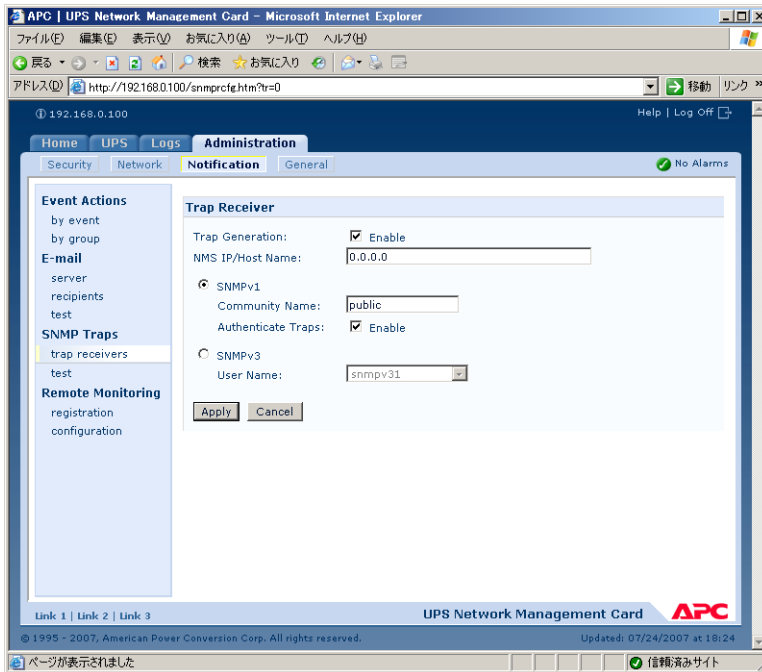 APC | UPS Network Management Card - Microsoft Internet Explorer
ファイル(F) 編集(E) 表示(V) お気に入り(A) ツール(T) ヘルプ(H)
戻る 検索 お気に入り
アドレス(D) http://192.168.0.100/snmprcfg.htm?tr=0 移動 リンク »
192.168.0.100 Help | Log Off
Home UPS Logs Administration
Security Network Notification General No Alarms
Event Actions
by event
by group
E-mail
server
recipients
test
SNMP Traps
trap receivers
test
Remote Monitoring
registration
configuration
Trap Receiver
Trap Generation: Enable
NMS IP/Host Name: 0.0.0.0
SNMPv1
Community Name: public
Authenticate Traps: Enable
SNMPv3
User Name: snmpv31
Apply Cancel
Link 1 | Link 2 | Link 3 UPS Network Management Card APC
© 1995 - 2007, American Power Conversion Corp. All rights reserved. Updated: 07/24/2007 at 18:24
ページが表示されました 信頼済みサイト